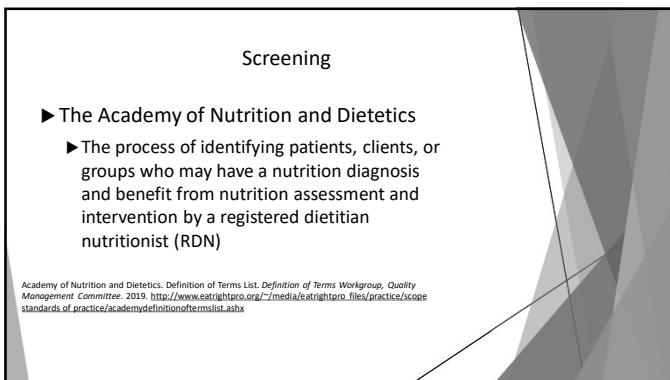 Screening
▶ The Academy of Nutrition and Dietetics
▶ The process of identifying patients, clients, or
groups who may have a nutrition diagnosis
and benefit from nutrition assessment and
intervention by a registered dietitian
nutritionist (RDN)
Academy of Nutrition and Dietetics. Definition of Terms List. Definition of Terms Workgroup, Quality
Management Committee. 2019. http://www.eatrightpro.org/~/media/eatrightpro files/practice/scope
standards of practice/academydefinitionoftermslist.ashx